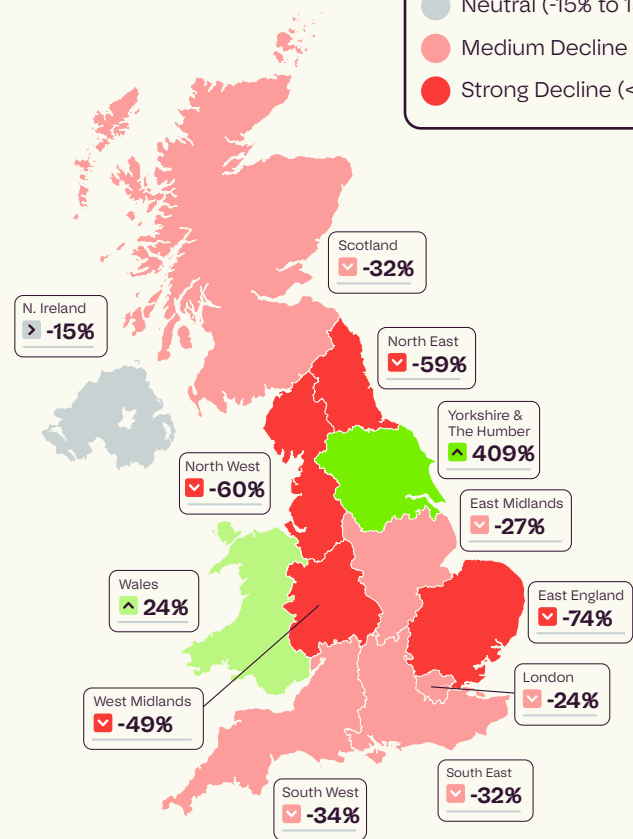 Neutral (-15% to 1
Medium Decline
Strong Decline (<
Scotland
-32%
N. Ireland
-15%
North East
-59%
Yorkshire &
The Humber
409%
North West
-60%
East Midlands
-27%
Wales
24%
East England
-74%
London
-24%
West Midlands
-49%
South East
-32%
South West
-34%